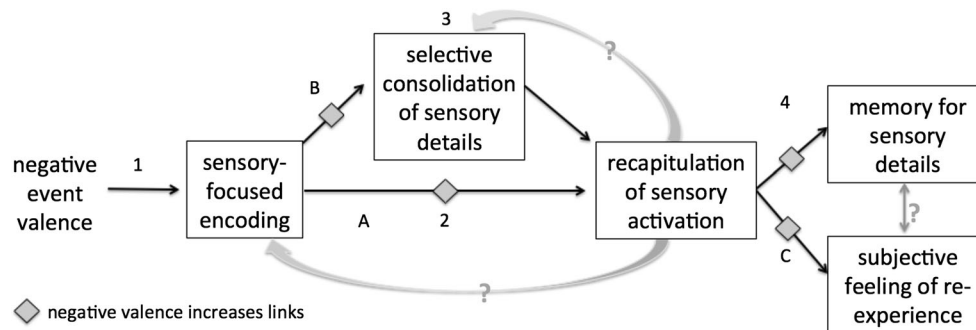 negative
event
valence
1
sensory-
focused
encoding
B
3
selective
consolidation
of sensory
details
A
2
?
?
recapitulation
of sensory
activation
4
memory for
sensory
details
?
C
subjective
feeling of re-
experience
negative valence increases links